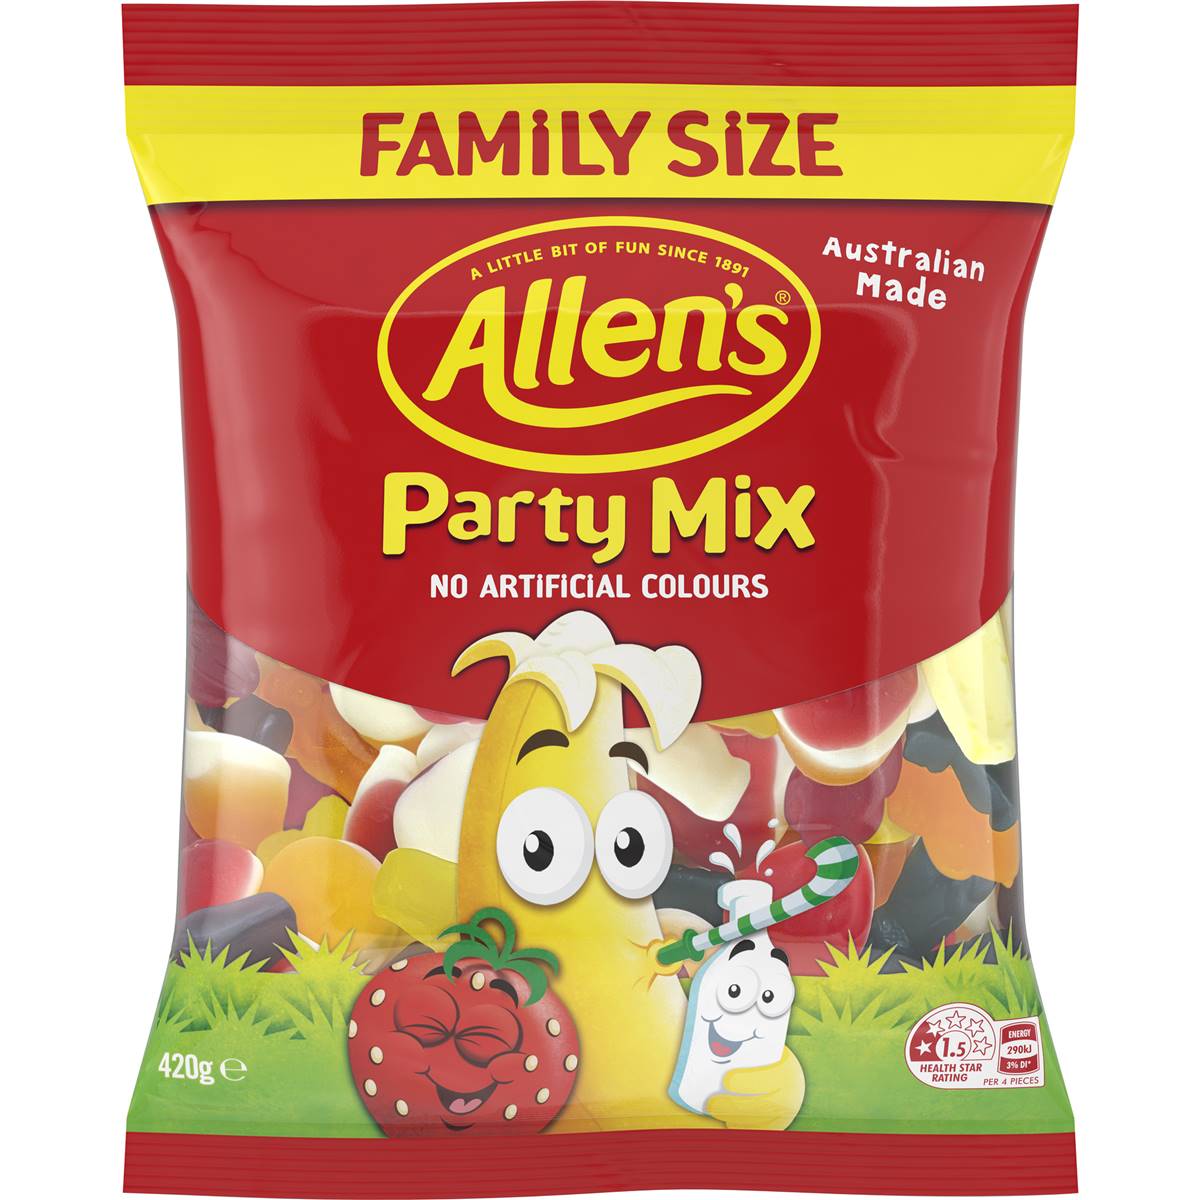 FAMILY SIZE
A LITTLE BIT OF FUN SINCE 1891
Allen's®
Australian
Made
Party Mix
NO ARTIFICIAL COLOURS
420g ℮
1.5
HEALTH STAR
RATING
ENERGY
290kJ
3% DI*
PER 4 PIECES